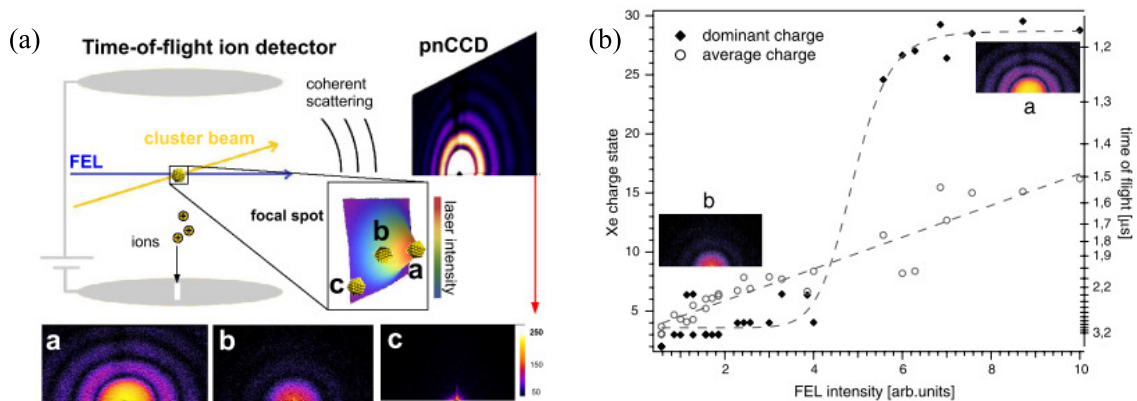 (a)
Time-of-flight ion detector
pnCCD
coherent
scattering
cluster beam
FEL
focal spot
laser intensity
b
a
c
ions
a
b
c
250
150
50
(b)
30
25
20
15
10
5
Xe charge state
dominant charge
average charge
a
b
1,2
1,3
1,4
1,5
1,6
1,7
1,8
1,9
2,2
3,2
time of flight [µs]
2
4
6
8
10
FEL intensity [arb.units]